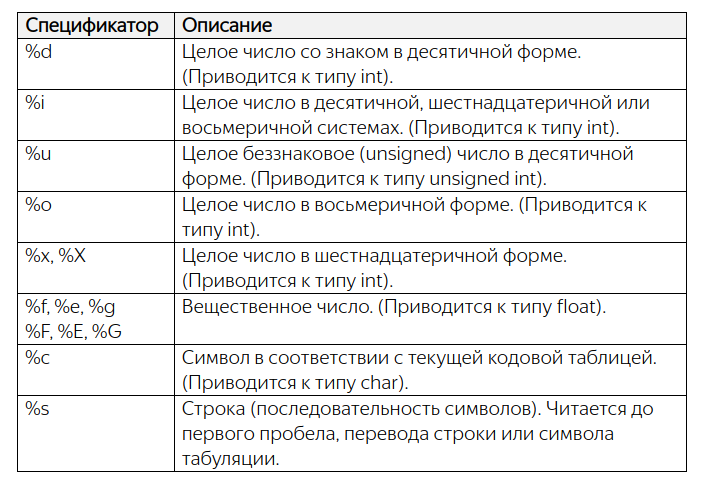 Спецификатор Описание
%d Целое число со знаком в десятичной форме.
(Приводится к типу int).
%i Целое число в десятичной, шестнадцатеричной или
восьмеричной системах. (Приводится к типу int).
%u Целое беззнаковое (unsigned) число в десятичной
форме. (Приводится к типу unsigned int).
%o Целое число в восьмеричной форме. (Приводится к
типу int).
%x, %X Целое число в шестнадцатеричной форме.
(Приводится к типу int).
%f, %e, %g Вещественное число. (Приводится к типу float).
%F, %E, %G
%c Символ в соответствии с текущей кодовой таблицей.
(Приводится к типу char).
%s Строка (последовательность символов). Читается до
первого пробела, перевода строки или символа
табуляции.